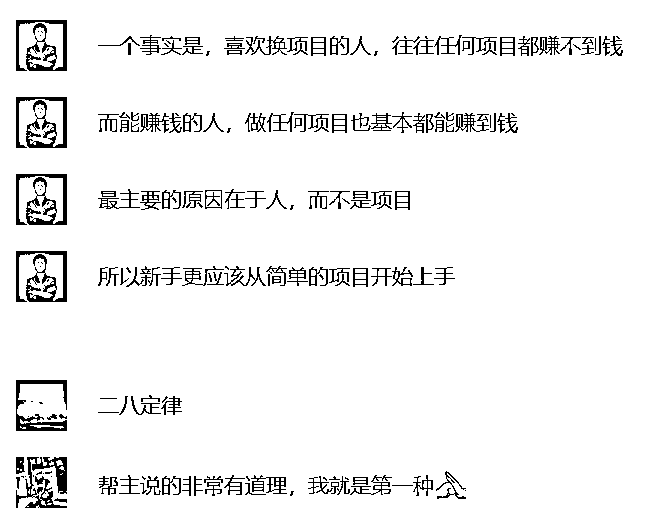 一个事实是，喜欢换项目的人，往往任何项目都赚不到钱
而能赚钱的人，做任何项目也基本都能赚到钱
最主要的原因在于人，而不是项目
所以新手更应该从简单的项目开始上手
二八定律
帮主说的非常有道理，我就是第一种